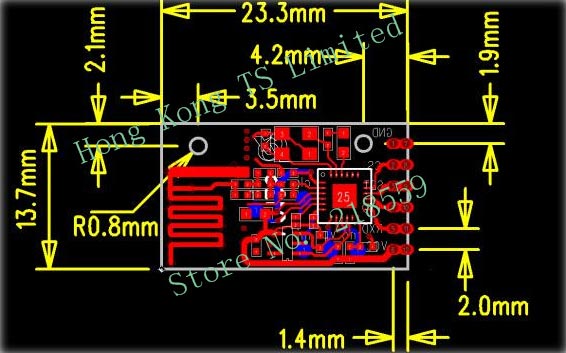 23.3mm
2.1mm
4.2mm
1.9mm
3.5mm
Hong Kong TS Limited
GND
13.7mm
25
R0.8mm
Store No.: 218559
2.0mm
1.4mm